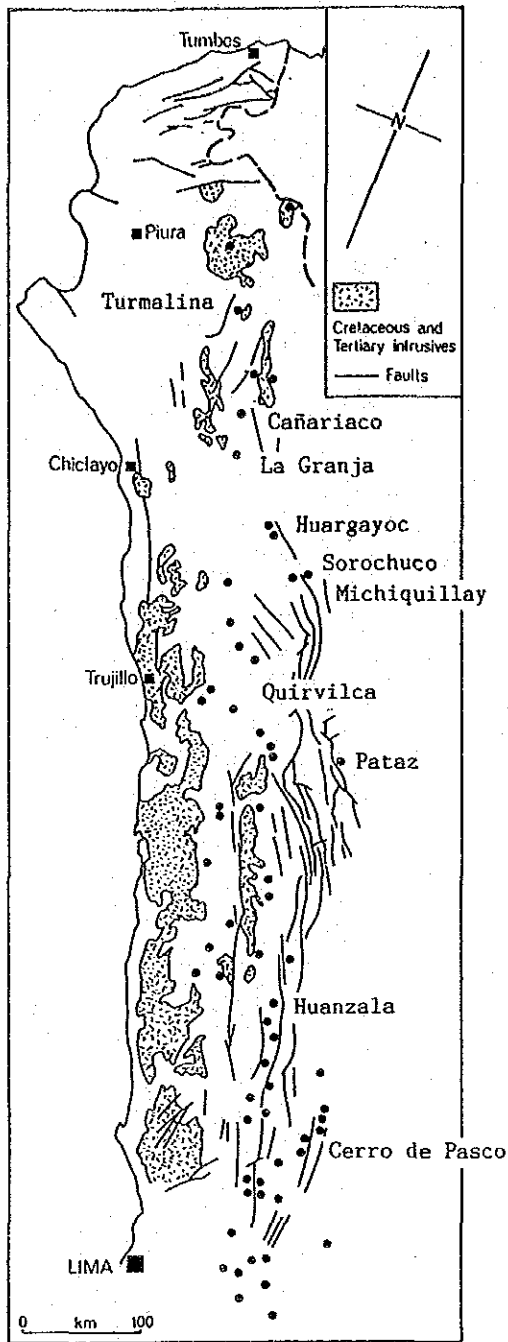 Tumbes
N
Piura
Cretaceous and
Tertiary intrusives
Faults
Turmalina
Cañariaco
La Granja
Chiclayo
Huargayoc
Sorochuco
Michiquillay
Trujillo
Quirvilca
Pataz
Huanzala
Cerro de Pasco
LIMA
0 km 100